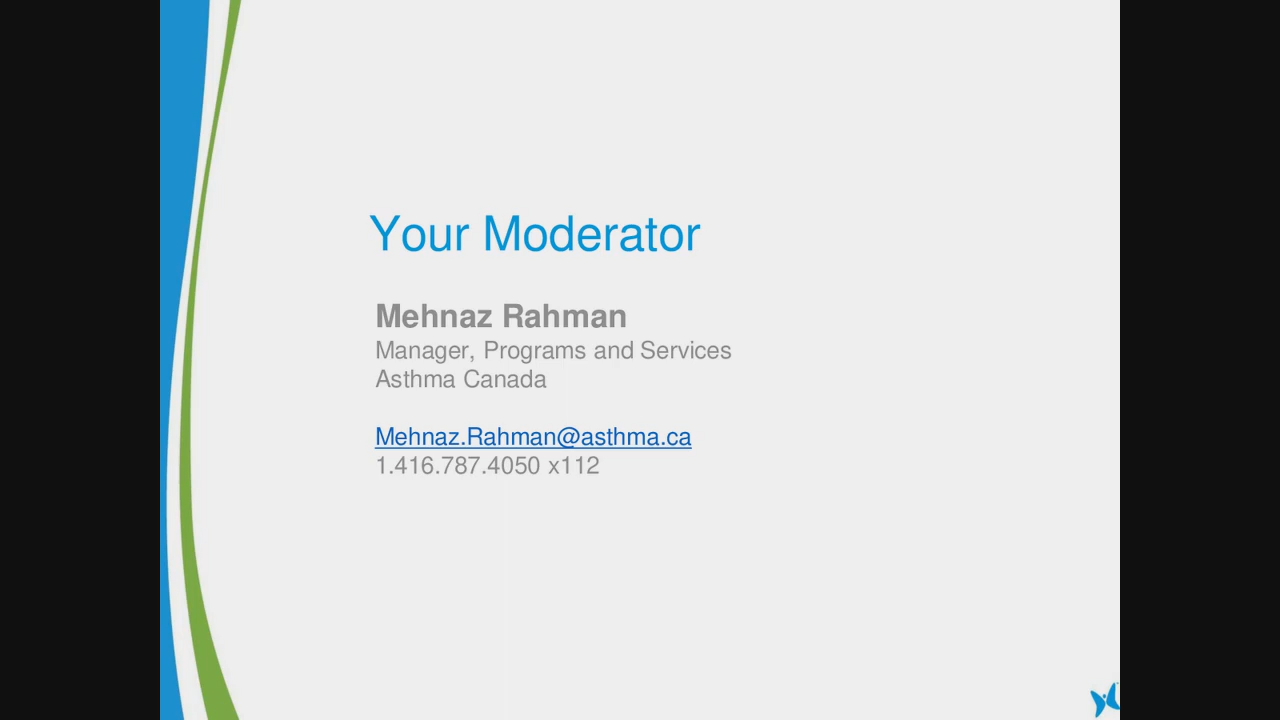 Your Moderator
Mehnaz Rahman
Manager, Programs and Services
Asthma Canada
Mehnaz.Rahman@asthma.ca
1.416.787.4050 x112